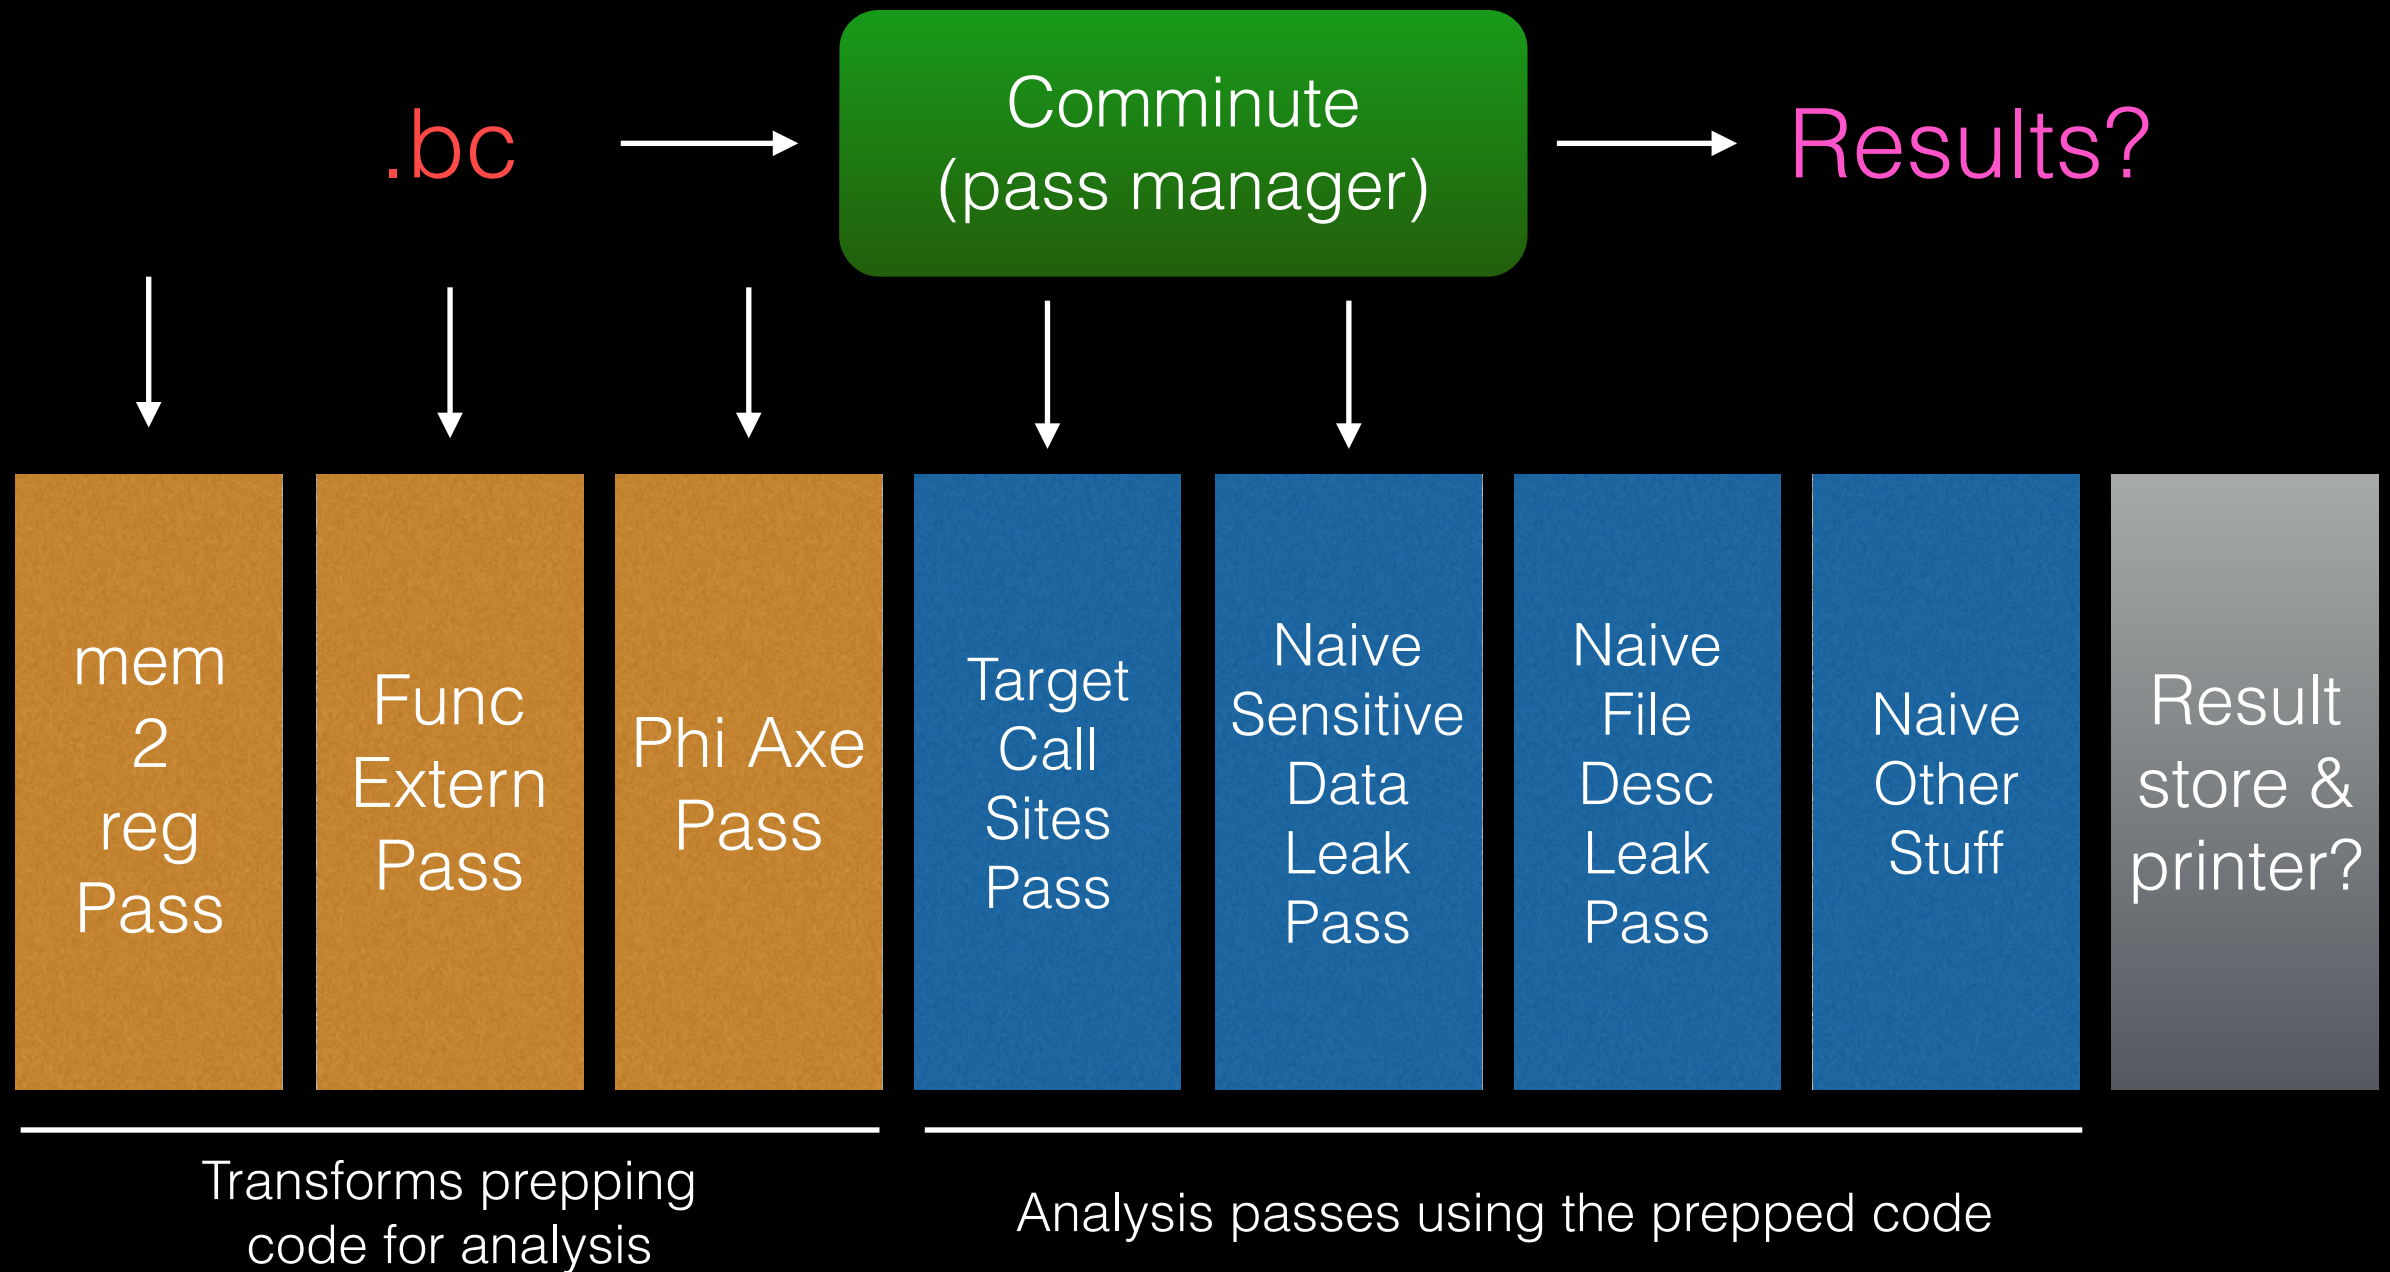 .bc
Comminute
(pass manager)
Results?
mem
2
reg
Pass
Func
Extern
Pass
Phi Axe
Pass
Target
Call
Sites
Pass
Naive
Sensitive
Data
Leak
Pass
Naive
File
Desc
Leak
Pass
Naive
Other
Stuff
Result
store &
printer?
Transforms prepping
code for analysis
Analysis passes using the prepped code